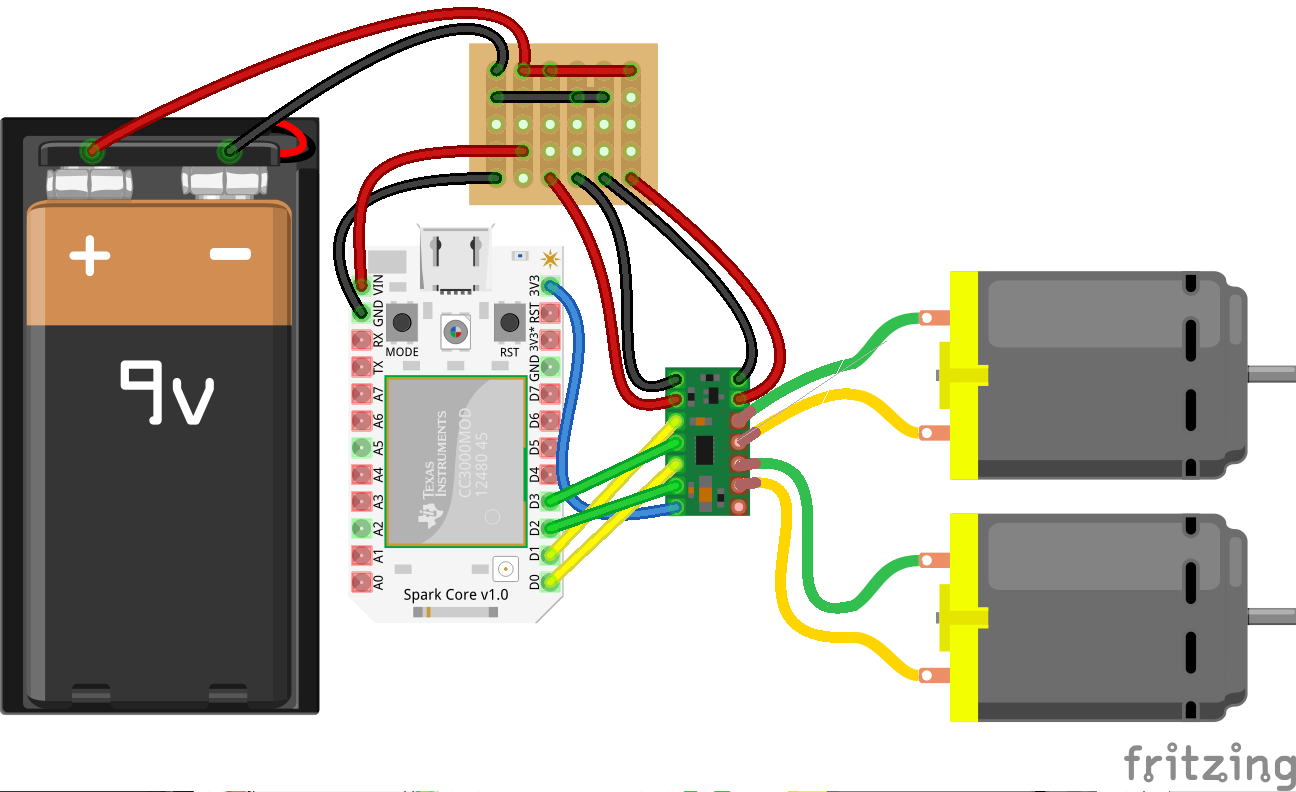 + -
9v
VIN
GND
RX
TX
A7
A6
A5
A4
A3
A2
A1
A0
3V3
RST
3V3*
GND
D7
D6
D5
D4
D3
D2
D1
D0
MODE
RST
TEXAS
INSTRUMENTS
CC3000MOD
12480 45
Spark Core v1.0
fritzing